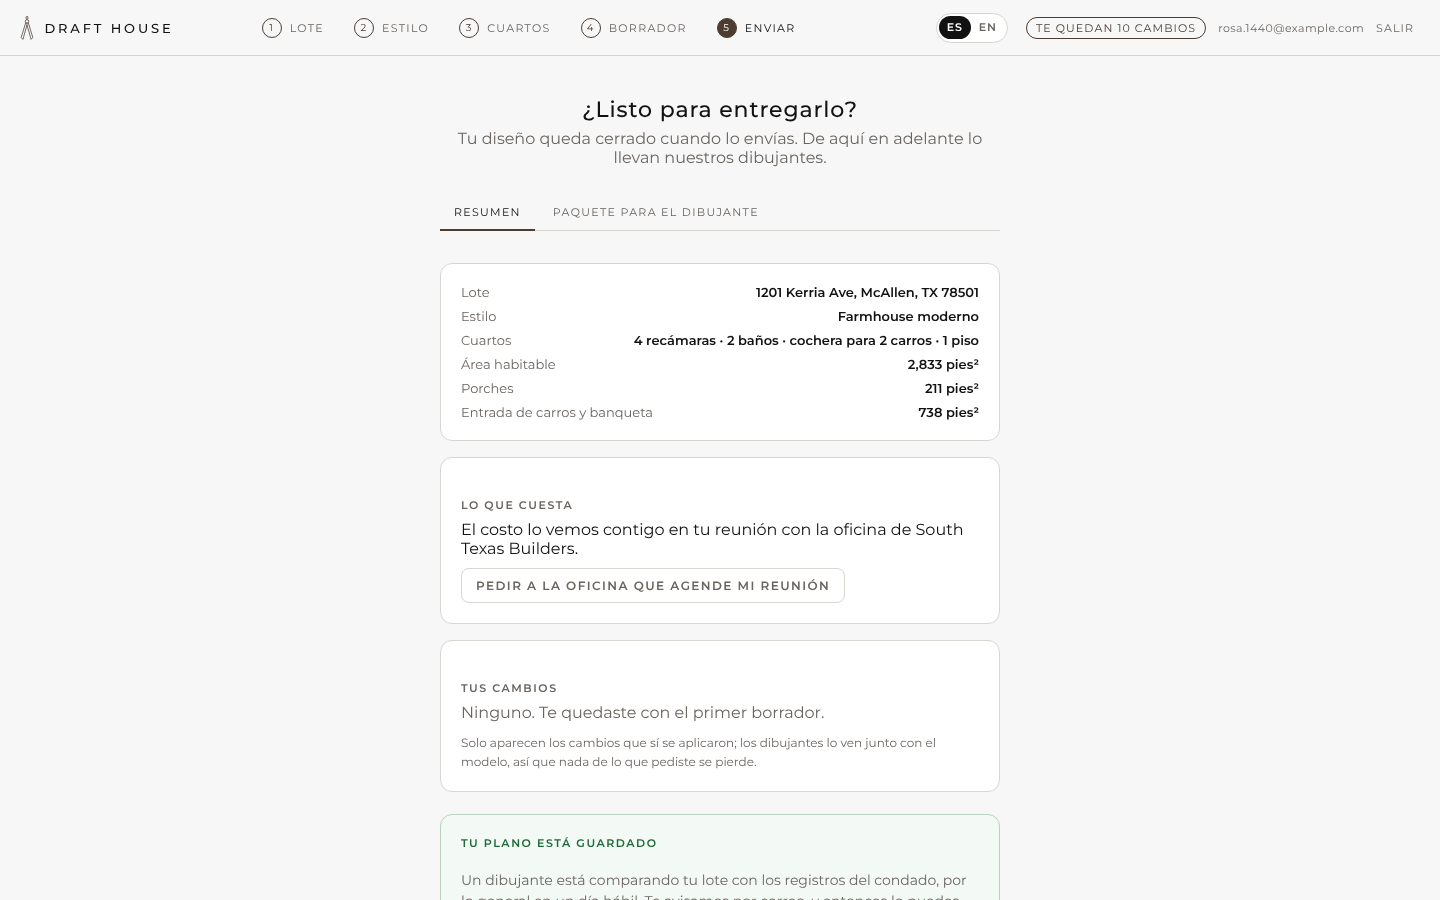 DRAFT HOUSE
1 LOTE
2 ESTILO
3 CUARTOS
4 BORRADOR
5 ENVIAR
ES EN
TE QUEDAN 10 CAMBIOS
rosa.1440@example.com
SALIR
¿Listo para entregarlo?
Tu diseño queda cerrado cuando lo envías. De aquí en adelante lo
llevan nuestros dibujantes.
RESUMEN
PAQUETE PARA EL DIBUJANTE
Lote 1201 Kerria Ave, McAllen, TX 78501
Estilo Farmhouse moderno
Cuartos 4 recámaras · 2 baños · cochera para 2 carros · 1 piso
Área habitable 2,833 pies²
Porches 211 pies²
Entrada de carros y banqueta 738 pies²
LO QUE CUESTA
El costo lo vemos contigo en tu reunión con la oficina de South
Texas Builders.
PEDIR A LA OFICINA QUE AGENDE MI REUNIÓN
TUS CAMBIOS
Ninguno. Te quedaste con el primer borrador.
Solo aparecen los cambios que sí se aplicaron; los dibujantes lo ven junto con el
modelo, así que nada de lo que pediste se pierde.
TU PLANO ESTÁ GUARDADO
Un dibujante está comparando tu lote con los registros del condado, por